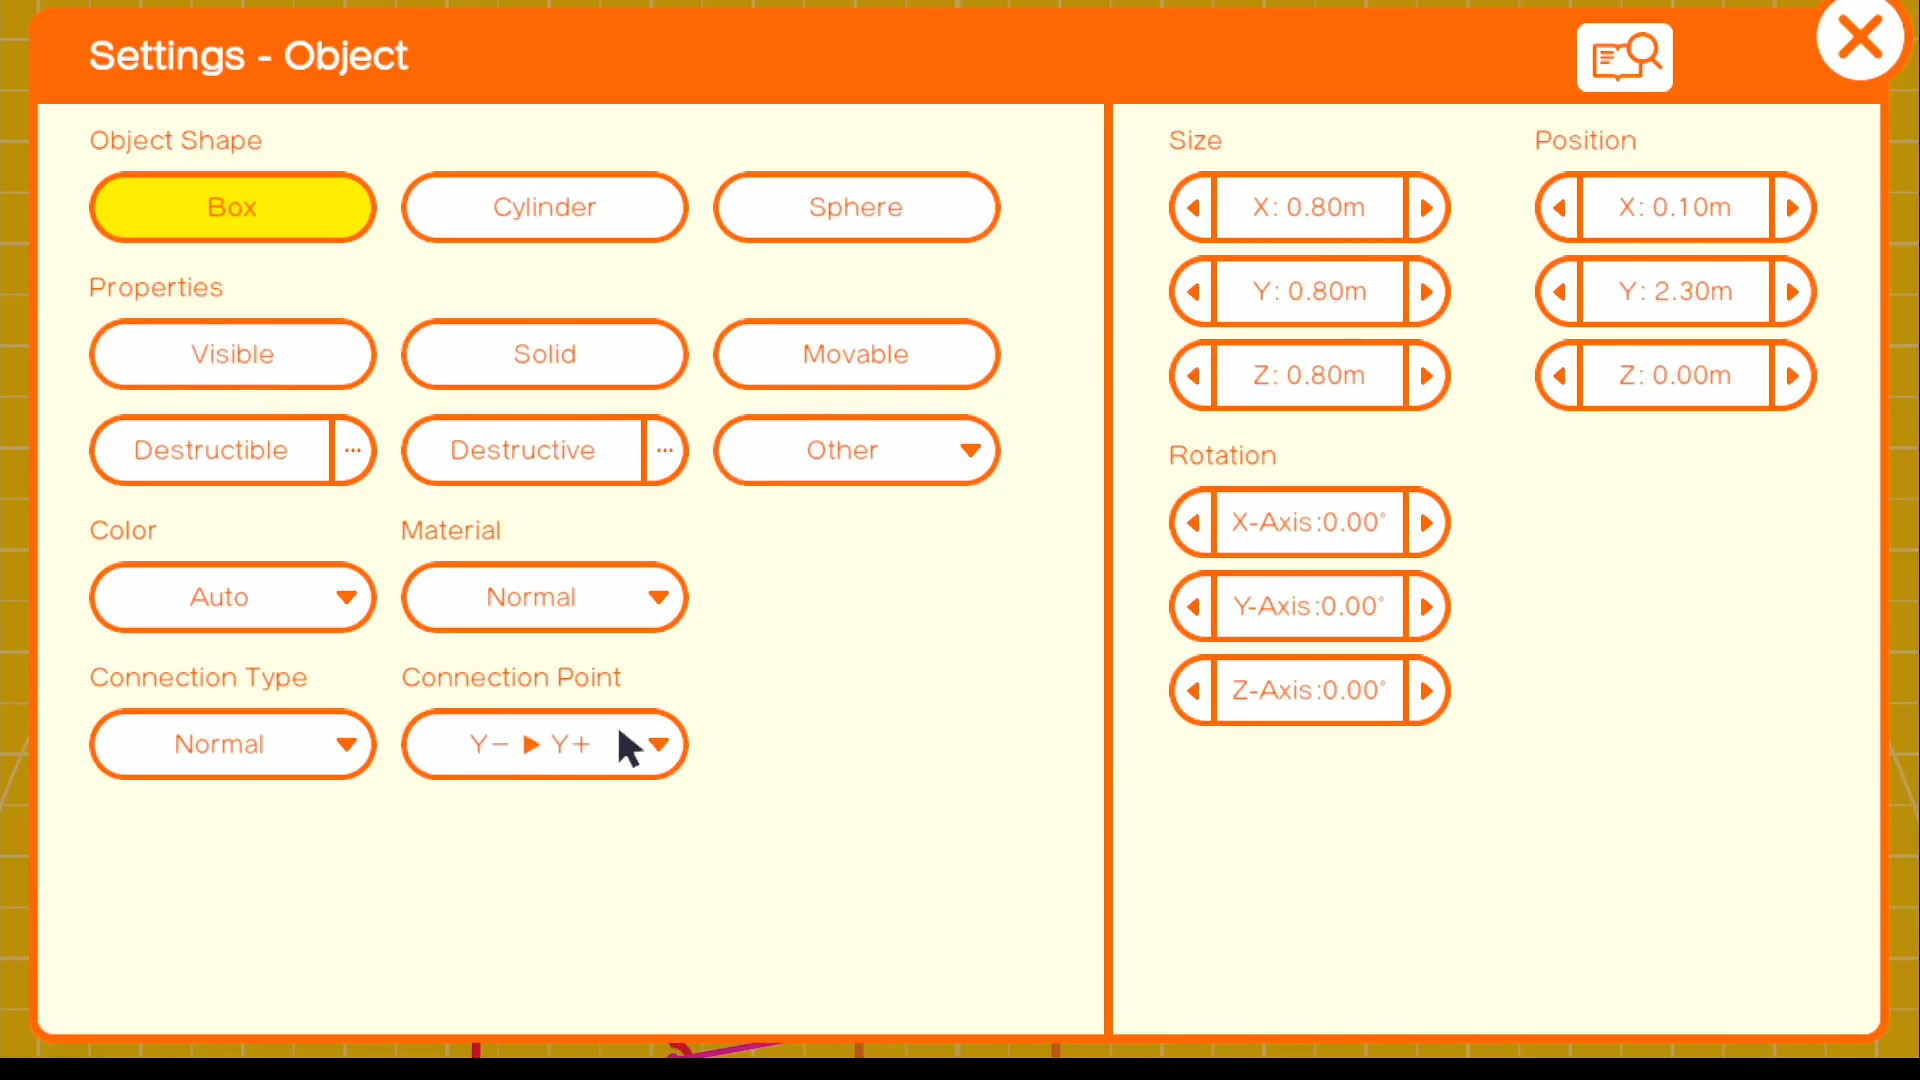 Settings - Object
Object Shape
Box
Cylinder
Sphere
Properties
Visible
Solid
Movable
Destructible
...
Destructive
...
Other
Color
Material
Auto
Normal
Connection Type
Connection Point
Normal
Y− ▶ Y+
Size
Position
X: 0.80m
X: 0.10m
Y: 0.80m
Y: 2.30m
Z: 0.80m
Z: 0.00m
Rotation
X-Axis:0.00°
Y-Axis:0.00°
Z-Axis:0.00°